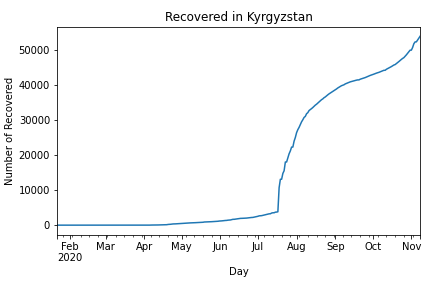 Recovered in Kyrgyzstan
Number of Recovered
50000
40000
30000
20000
10000
0
Feb Mar Apr May Jun Jul Aug Sep Oct Nov
2020
Day